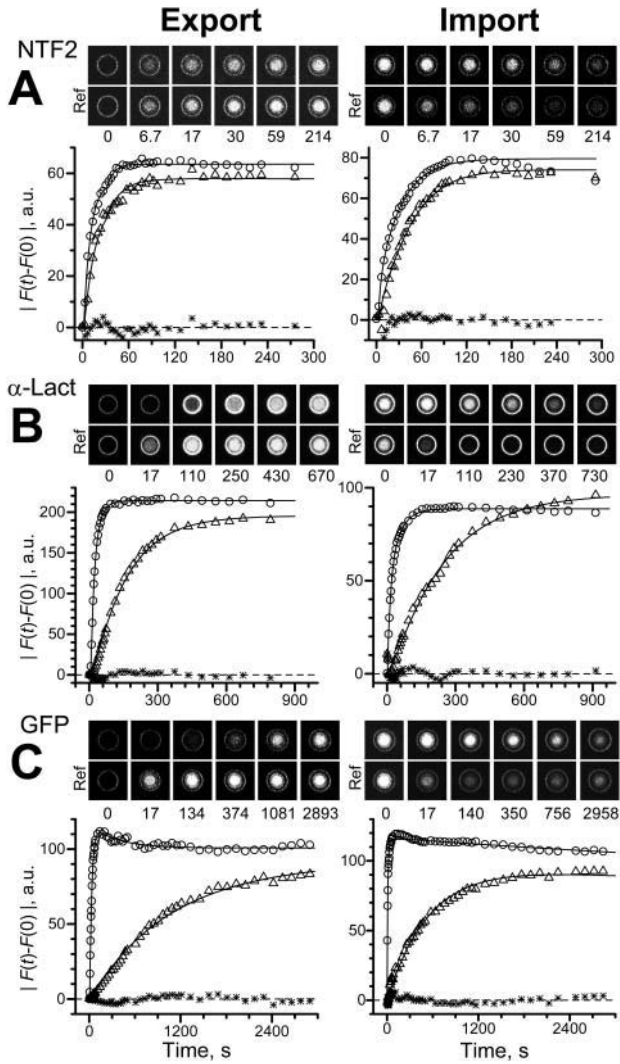 Export Import
NTF2
A
Ref
0 6.7 17 30 59 214 0 6.7 17 30 59 214
| F(t)-F(0) |, a.u.
60
40
20
0
0 60 120 180 240 300
80
60
40
20
0
0 60 120 180 240 300
α-Lact
B
Ref
0 17 110 250 430 670 0 17 110 230 370 730
| F(t)-F(0) |, a.u.
200
150
100
50
0
0 300 600 900
100
50
0
0 300 600 900
GFP
C
Ref
0 17 134 374 1081 2893 0 17 140 350 756 2958
| F(t)-F(0) |, a.u.
100
50
0
0 1200 2400
100
50
0
0 1200 2400
Time, s Time, s